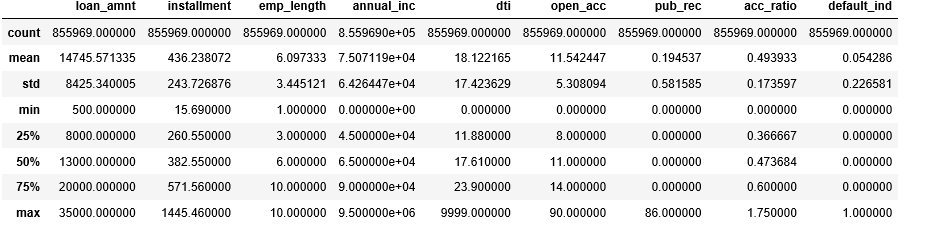 loan_amnt installment emp_length annual_inc dti open_acc pub_rec acc_ratio default_ind
count 855969.000000 855969.000000 855969.000000 8.559690e+05 855969.000000 855969.000000 855969.000000 855969.000000 855969.000000
mean 14745.571335 436.238072 6.097333 7.507119e+04 18.122165 11.542447 0.194537 0.493933 0.054286
std 8425.340005 243.726876 3.445121 6.426447e+04 17.423629 5.308094 0.581585 0.173597 0.226581
min 500.000000 15.690000 1.000000 0.000000e+00 0.000000 0.000000 0.000000 0.000000 0.000000
25% 8000.000000 260.550000 3.000000 4.500000e+04 11.880000 8.000000 0.000000 0.366667 0.000000
50% 13000.000000 382.550000 6.000000 6.500000e+04 17.610000 11.000000 0.000000 0.473684 0.000000
75% 20000.000000 571.560000 10.000000 9.000000e+04 23.900000 14.000000 0.000000 0.600000 0.000000
max 35000.000000 1445.460000 10.000000 9.500000e+06 9999.000000 90.000000 86.000000 1.750000 1.000000